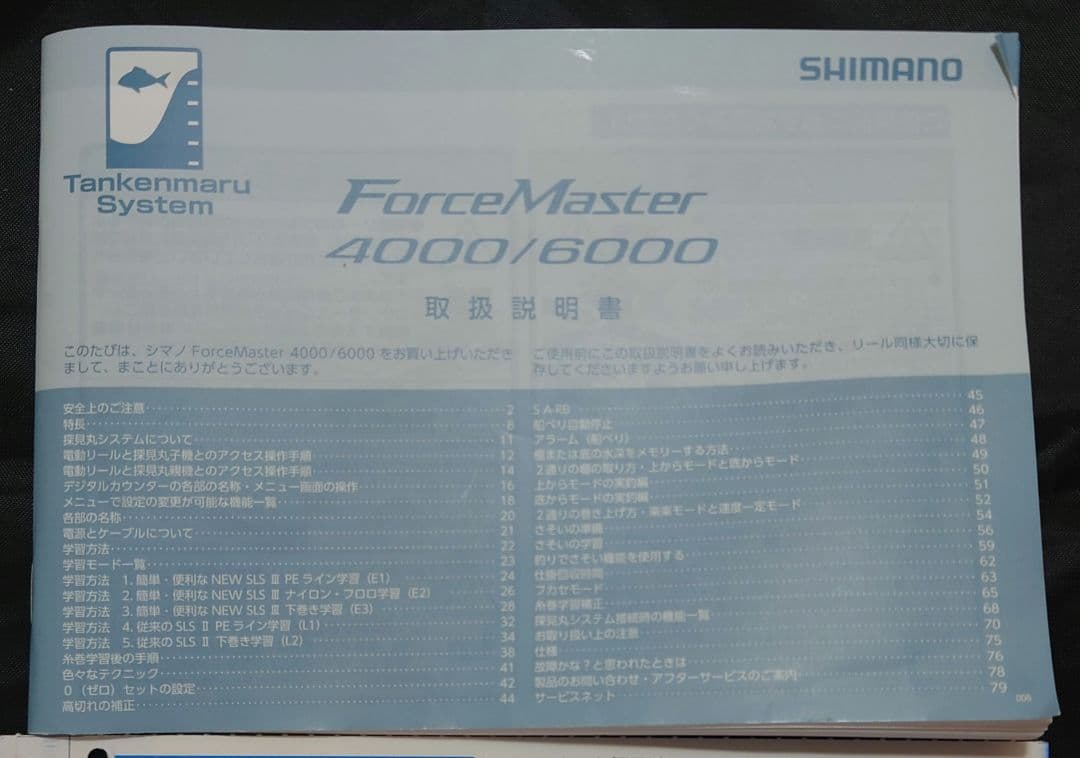 SHIMANO
Tankenmaru
System
ForceMaster
4000/6000
取扱説明書
このたびは、シマノ ForceMaster 4000/6000 をお買い上げいただき
まして、まことにありがとうございます。
ご使用前にこの取扱説明書をよくお読みいただき、リール同様大切に保
存してくださいますようお願い申し上げます。
安全上のご注意 2
特長 8
探見丸システムについて 11
電動リールと探見丸子機とのアクセス操作手順 12
電動リールと探見丸親機とのアクセス操作手順 14
デジタルカウンターの各部の名称・メニュー画面の操作 16
メニューで設定の変更が可能な機能一覧 18
各部の名称 20
電源とケーブルについて 21
学習方法 22
学習モード一覧 23
学習方法 1. 簡単・便利な NEW SLS Ⅲ PE ライン学習（E1） 24
学習方法 2. 簡単・便利な NEW SLS Ⅲ ナイロン・フロロ学習（E2） 26
学習方法 3. 簡単・便利な NEW SLS Ⅲ 下巻き学習（E3） 28
学習方法 4. 従来の SLS Ⅱ PE ライン学習（L1） 32
学習方法 5. 従来の SLS Ⅱ 下巻き学習（L2） 34
糸巻学習後の手順 38
色々なテクニック 41
0（ゼロ）セットの設定 42
高切れの補正 44
S A-RB 45
船べり自動停止 46
アラーム（船べり） 47
棚または底の水深をメモリーする方法 48
2通りの棚の取り方・上からモードと底からモード 49
上からモードの実釣編 50
底からモードの実釣編 51
2通りの巻き上げ方・楽楽モードと速度一定モード 52
さそいの準備 54
さそいの学習 56
釣りでさそい機能を使用する 59
仕掛回収時間 62
フカセモード 63
糸巻学習補正 65
探見丸システム接続時の機能一覧 68
お取り扱い上の注意 70
仕様 75
故障かな？と思われたときは 76
製品のお問い合わせ・アフターサービスのご案内 78
サービスネット 79